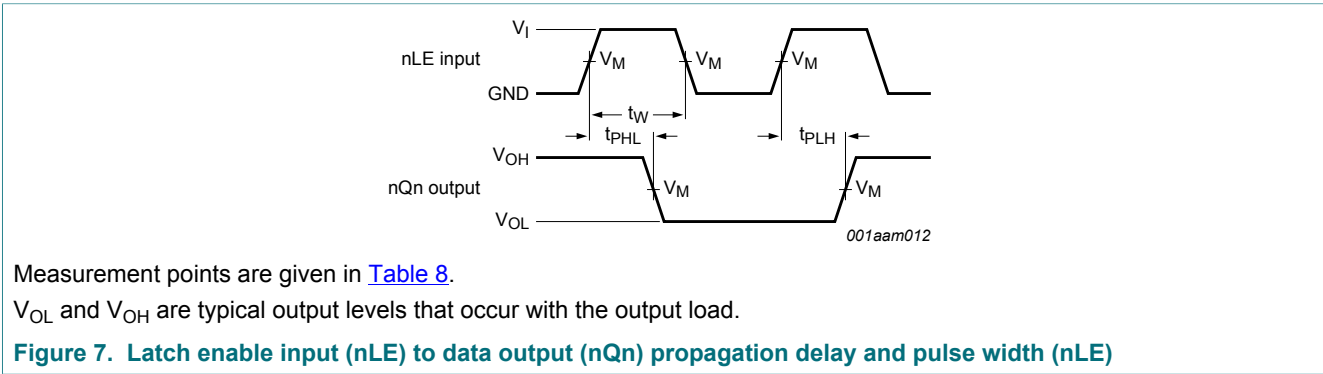 V_I
nLE input
V_M V_M V_M
GND
t_W
t_PHL t_PLH
V_OH
nQn output
V_M V_M
V_OL
001aam012
Measurement points are given in Table 8.
V_OL and V_OH are typical output levels that occur with the output load.
Figure 7. Latch enable input (nLE) to data output (nQn) propagation delay and pulse width (nLE)